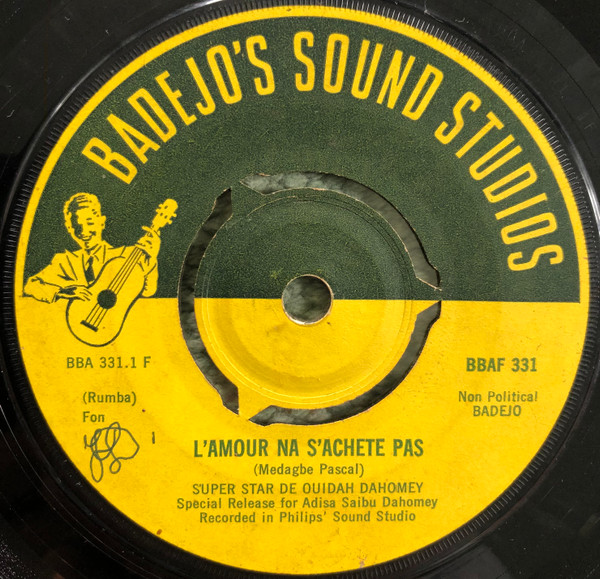 BADEJO'S SOUND STUDIOS
BBA 331.1 F
BBAF 331
(Rumba)
Fon
Non Political
BADEJO
L'AMOUR NA S'ACHETE PAS
(Medagbe Pascal)
SUPER STAR DE OUIDAH DAHOMEY
Special Release for Adisa Saibu Dahomey
Recorded in Philips' Sound Studio